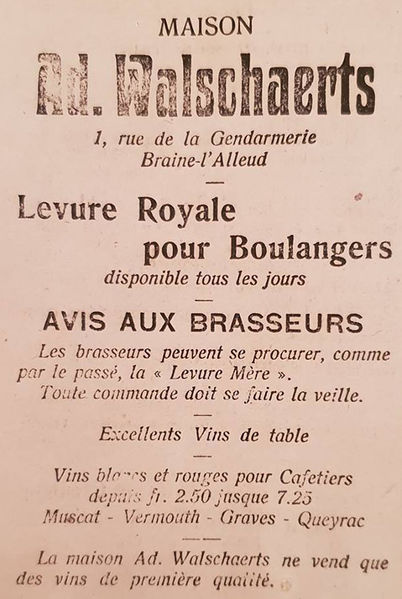 MAISON
Ad. Walschaerts
1, rue de la Gendarmerie
Braine-l'Alleud
Levure Royale
pour Boulangers
disponible tous les jours
AVIS AUX BRASSEURS
Les brasseurs peuvent se procurer, comme
par le passé, la « Levure Mère ».
Toute commande doit se faire la veille.
Excellents Vins de table
Vins blancs et rouges pour Cafetiers
depuis fr. 2.50 jusque 7.25
Muscat - Vermouth - Graves - Queyrac
La maison Ad. Walschaerts ne vend que
des vins de première qualité.